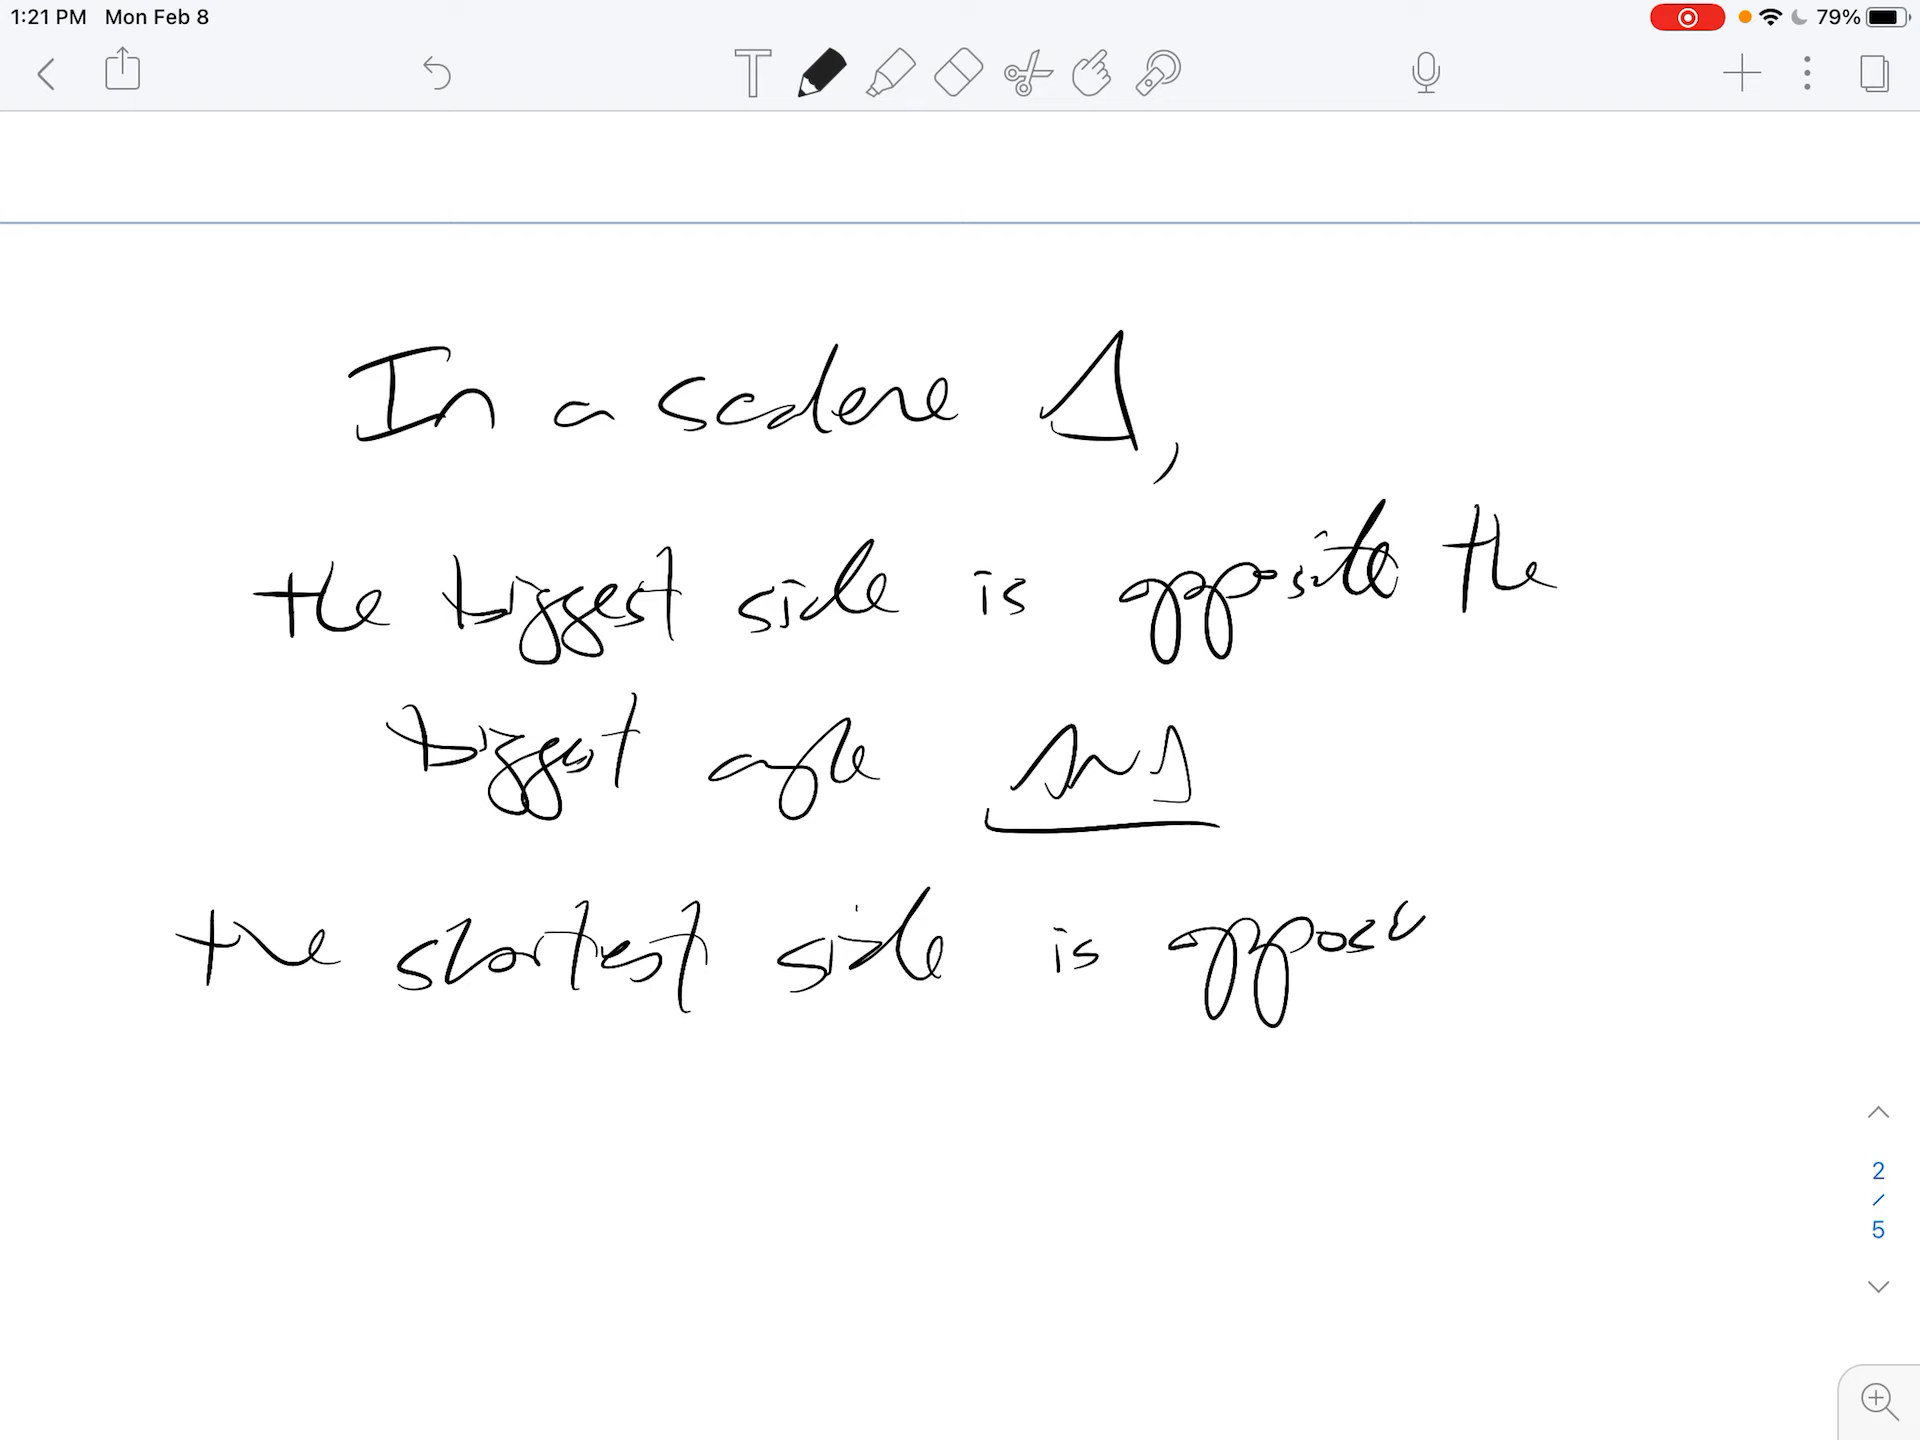 1:21 PM Mon Feb 8
79%
T
In a scalene Δ,
the biggest side is opposite the
biggest angle AND
the shortest side is oppos
2
/
5